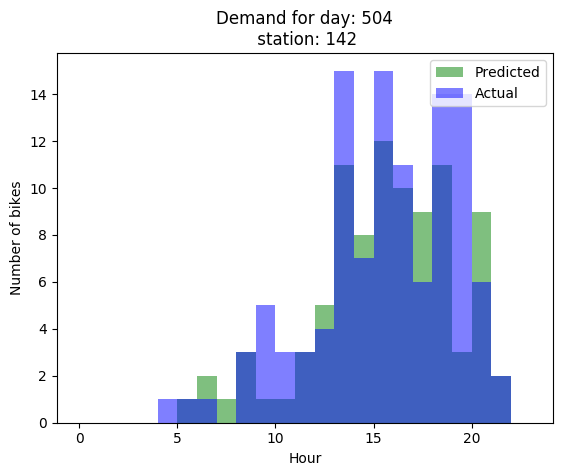 Demand for day: 504
station: 142
Predicted
Actual
Number of bikes
14
12
10
8
6
4
2
0
0 5 10 15 20
Hour